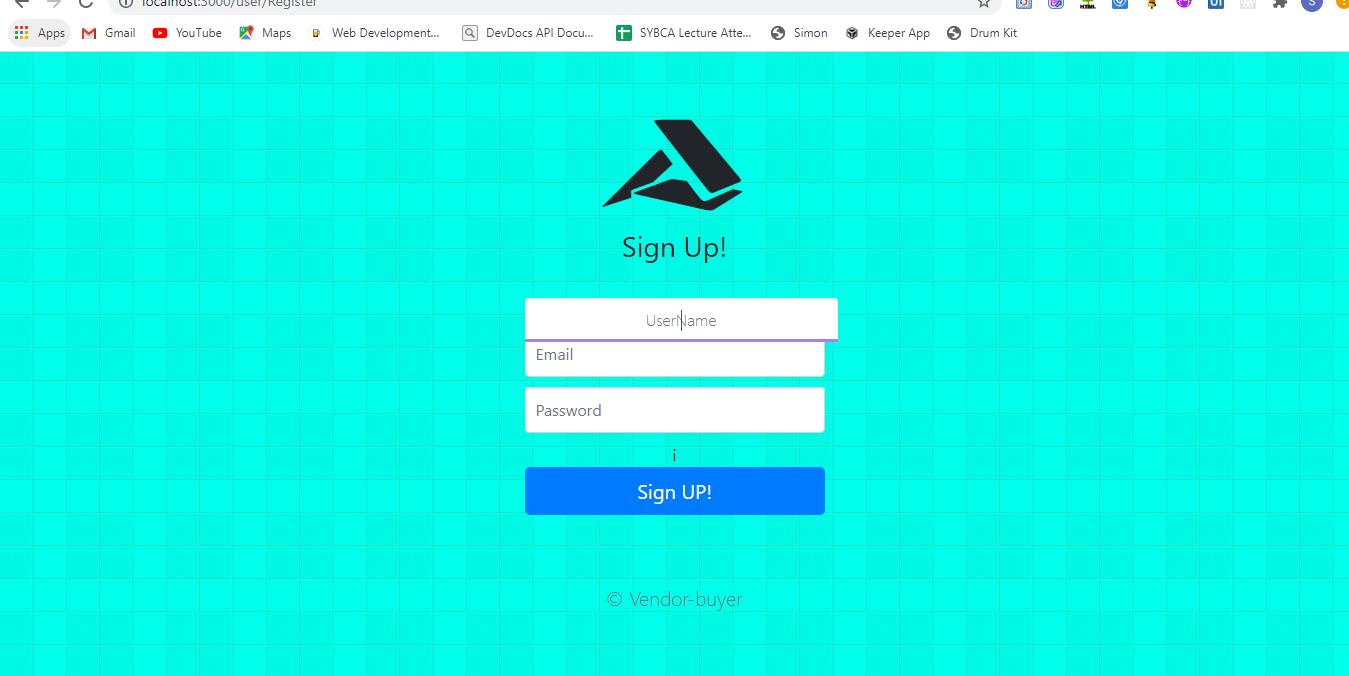 localhost:3000/user/Register
S
Apps Gmail YouTube Maps Web Development... DevDocs API Docu... SYBCA Lecture Atte... Simon Keeper App Drum Kit
Sign Up!
UserName
Email
Password
i
Sign UP!
© Vendor-buyer